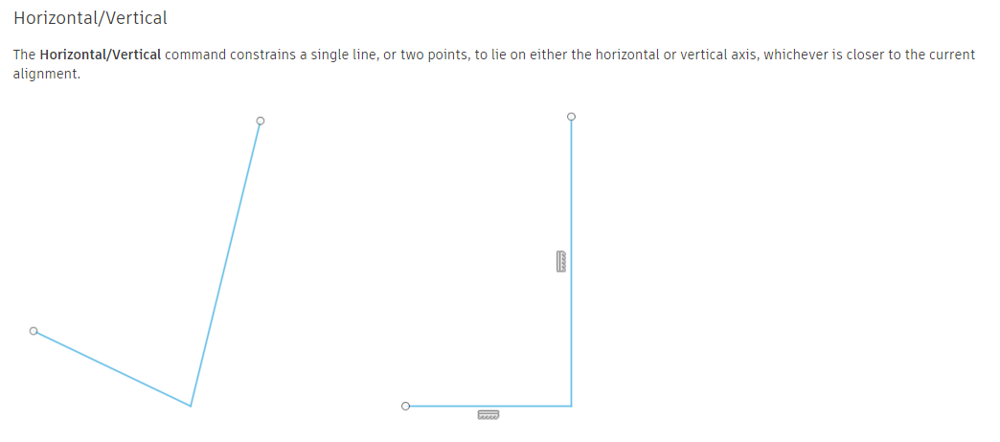 Horizontal/Vertical
The Horizontal/Vertical command constrains a single line, or two points, to lie on either the horizontal or vertical axis, whichever is closer to the current
alignment.